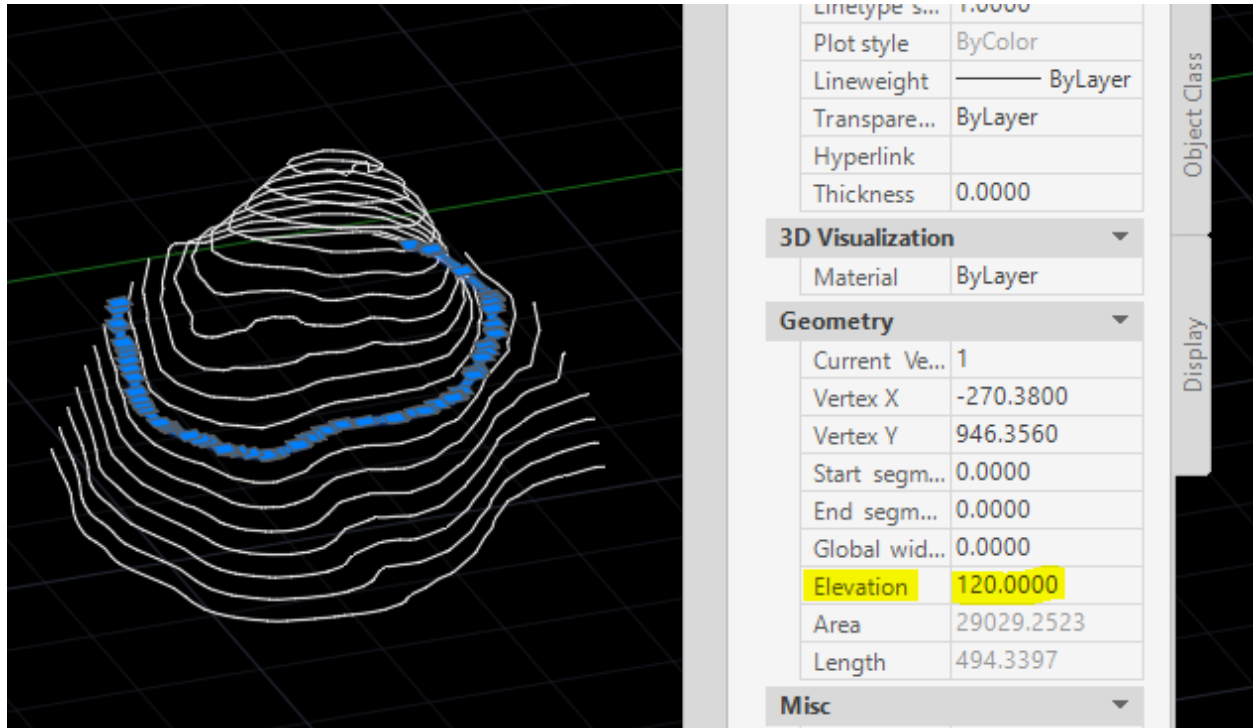 Linetype s... 1.0000
Plot style ByColor
Lineweight ByLayer
Transpare... ByLayer
Hyperlink
Thickness 0.0000
3D Visualization
Material ByLayer
Geometry
Current Ve... 1
Vertex X -270.3800
Vertex Y 946.3560
Start segm... 0.0000
End segm... 0.0000
Global wid... 0.0000
Elevation 120.0000
Area 29029.2523
Length 494.3397
Misc
Object Class
Display